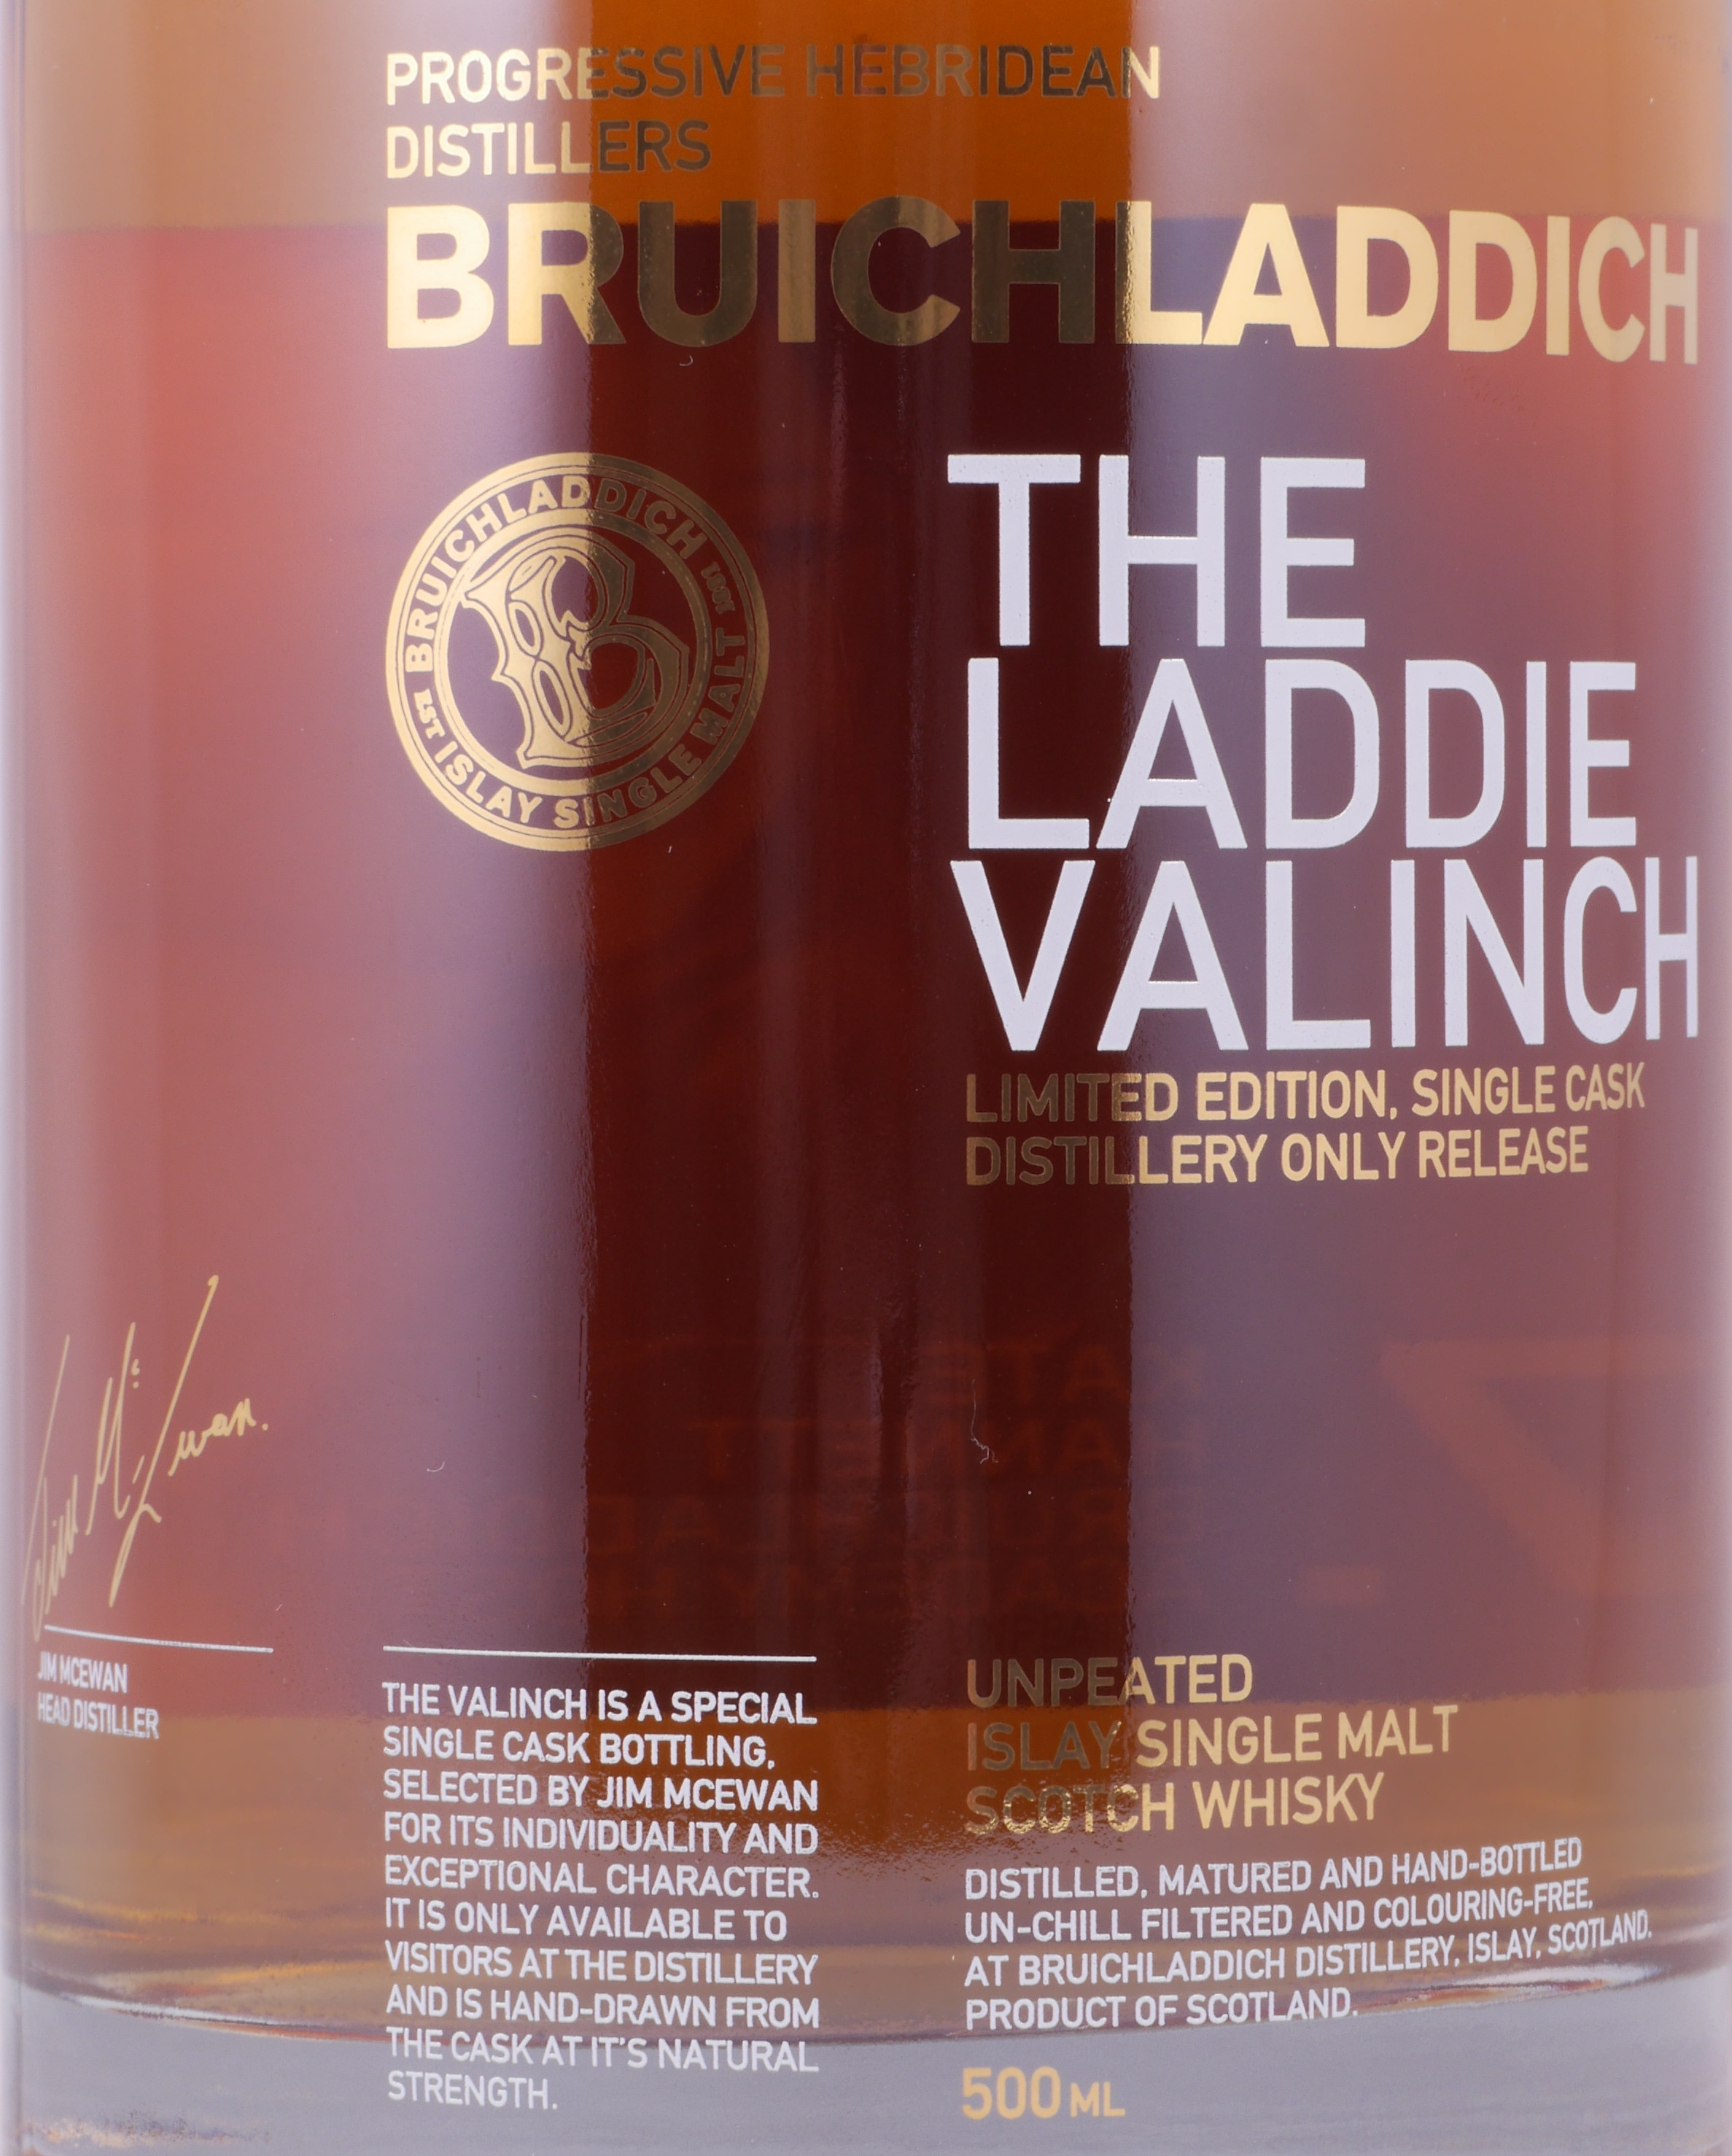 PROGRESSIVE HEBRIDEAN
DISTILLERS
BRUICHLADDICH
BRUICHLADDICH 1881
EST ISLAY SINGLE MALT
B
THE
LADDIE
VALINCH
LIMITED EDITION, SINGLE CASK
DISTILLERY ONLY RELEASE
Jim McEwan.
JIM MCEWAN
HEAD DISTILLER
THE VALINCH IS A SPECIAL
SINGLE CASK BOTTLING,
SELECTED BY JIM MCEWAN
FOR ITS INDIVIDUALITY AND
EXCEPTIONAL CHARACTER.
IT IS ONLY AVAILABLE TO
VISITORS AT THE DISTILLERY
AND IS HAND-DRAWN FROM
THE CASK AT IT'S NATURAL
STRENGTH.
UNPEATED
ISLAY SINGLE MALT
SCOTCH WHISKY
DISTILLED, MATURED AND HAND-BOTTLED
UN-CHILL FILTERED AND COLOURING-FREE,
AT BRUICHLADDICH DISTILLERY, ISLAY, SCOTLAND.
PRODUCT OF SCOTLAND.
500 ML